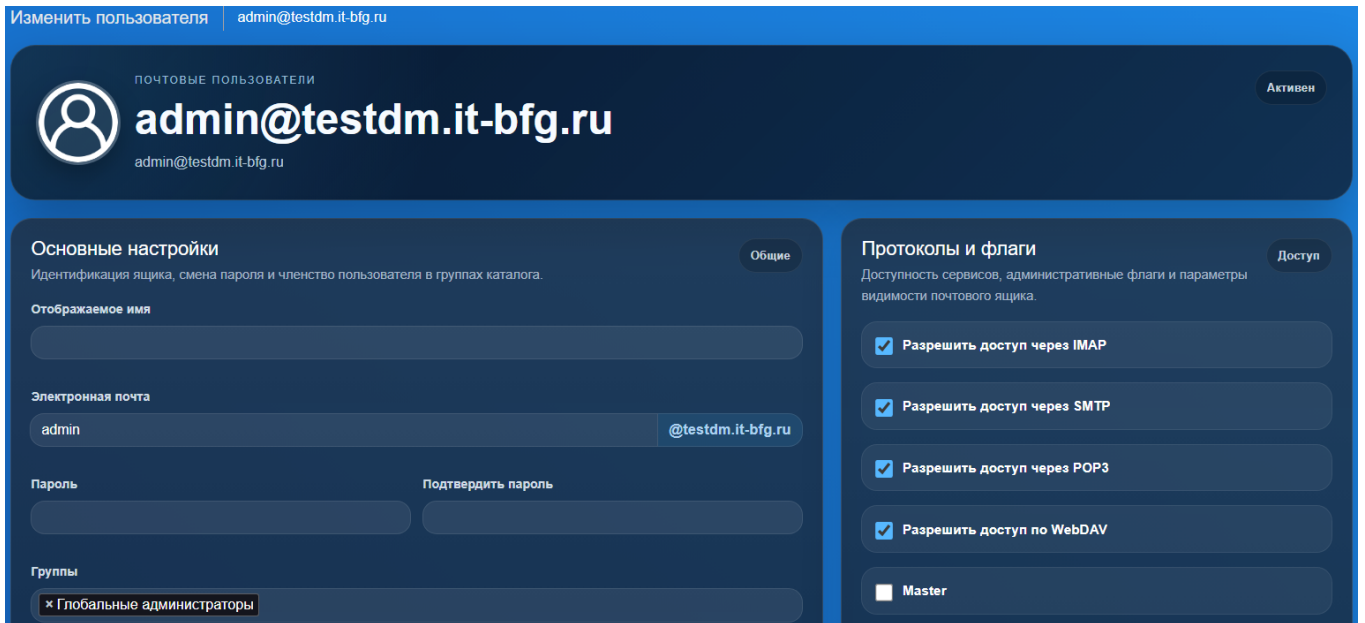 Изменить пользователя
admin@testdm.it-bfg.ru
ПОЧТОВЫЕ ПОЛЬЗОВАТЕЛИ
admin@testdm.it-bfg.ru
admin@testdm.it-bfg.ru
Активен
Основные настройки
Общие
Идентификация ящика, смена пароля и членство пользователя в группах каталога.
Отображаемое имя
Электронная почта
admin
@testdm.it-bfg.ru
Пароль
Подтвердить пароль
Группы
× Глобальные администраторы
Протоколы и флаги
Доступ
Доступность сервисов, административные флаги и параметры
видимости почтового ящика.
Разрешить доступ через IMAP
Разрешить доступ через SMTP
Разрешить доступ через POP3
Разрешить доступ по WebDAV
Master